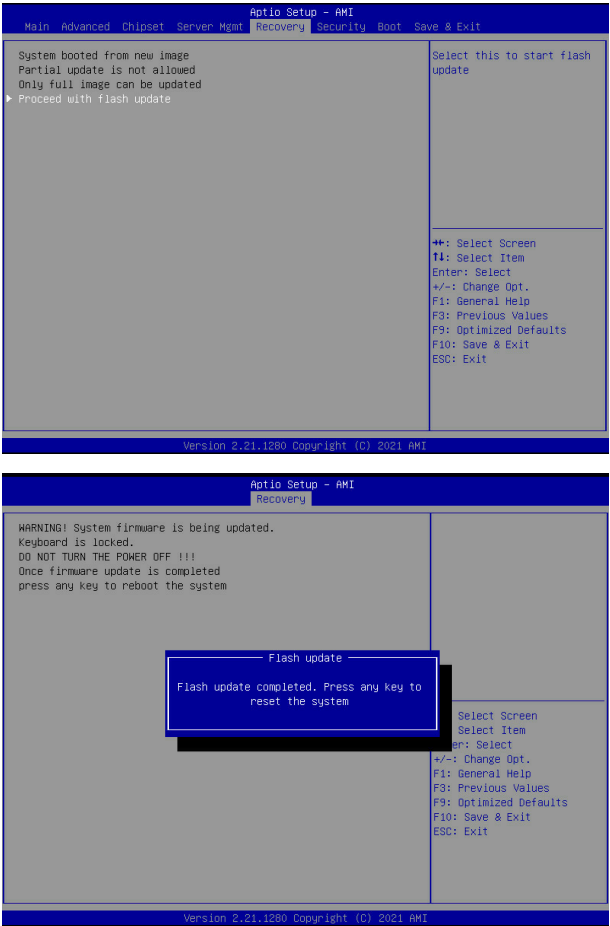 Aptio Setup – AMI
Main Advanced Chipset Server Mgmt Recovery Security Boot Save & Exit
System booted from new image
Partial update is not allowed
Only full image can be updated
▶ Proceed with flash update
Select this to start flash
update
→←: Select Screen
↑↓: Select Item
Enter: Select
+/-: Change Opt.
F1: General Help
F3: Previous Values
F9: Optimized Defaults
F10: Save & Exit
ESC: Exit
Version 2.21.1280 Copyright (C) 2021 AMI
Aptio Setup – AMI
Recovery
WARNING! System firmware is being updated.
Keyboard is locked.
DO NOT TURN THE POWER OFF !!!
Once firmware update is completed
press any key to reboot the system
Flash update
Flash update completed. Press any key to
reset the system
Select Screen
Select Item
er: Select
+/-: Change Opt.
F1: General Help
F3: Previous Values
F9: Optimized Defaults
F10: Save & Exit
ESC: Exit
Version 2.21.1280 Copyright (C) 2021 AMI